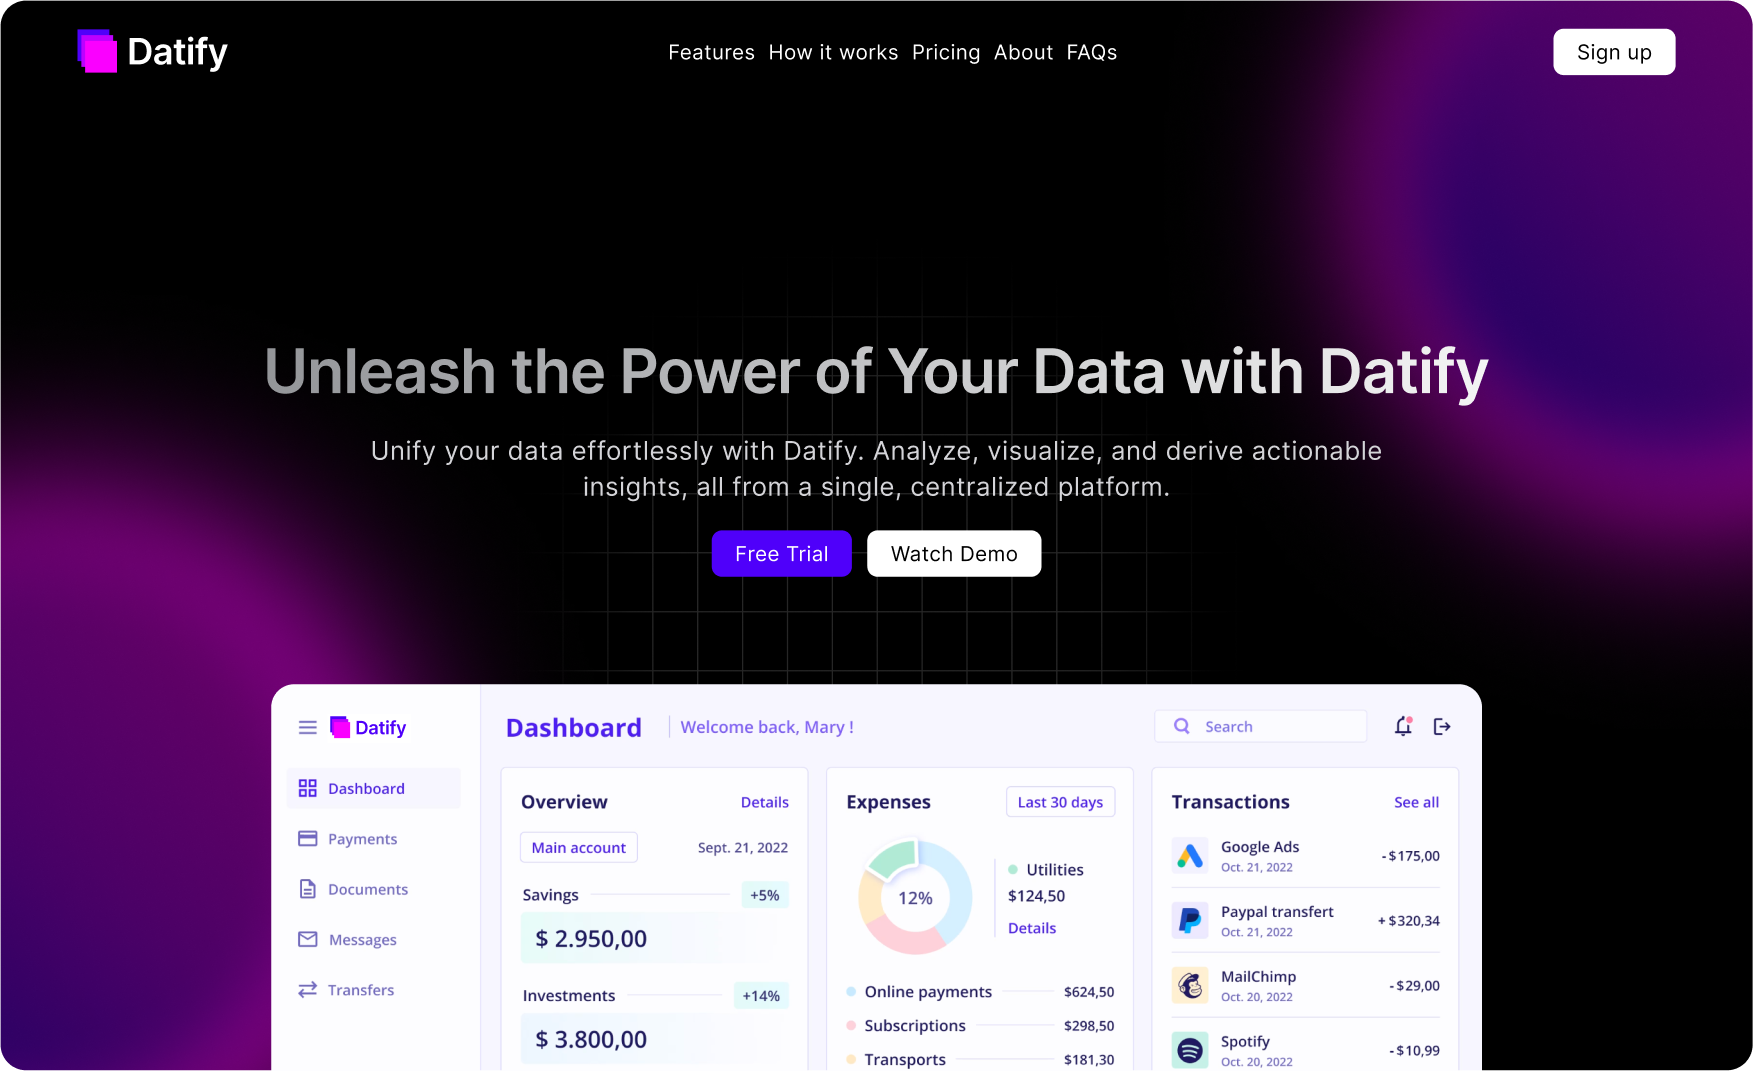 Datify
Features How it works Pricing About FAQs
Sign up
Unleash the Power of Your Data with Datify
Unify your data effortlessly with Datify. Analyze, visualize, and derive actionable
insights, all from a single, centralized platform.
Free Trial
Watch Demo
Datify
Dashboard
Payments
Documents
Messages
Transfers
Dashboard
Welcome back, Mary !
Search
Overview
Details
Main account
Sept. 21, 2022
Savings
+5%
$ 2.950,00
Investments
+14%
$ 3.800,00
Expenses
Last 30 days
12%
Utilities
$124,50
Details
Online payments
$624,50
Subscriptions
$298,50
Transports
$181,30
Transactions
See all
Google Ads
Oct. 21, 2022
-$175,00
Paypal transfert
Oct. 21, 2022
+$320,34
MailChimp
Oct. 20, 2022
-$29,00
Spotify
Oct. 20, 2022
-$10,99